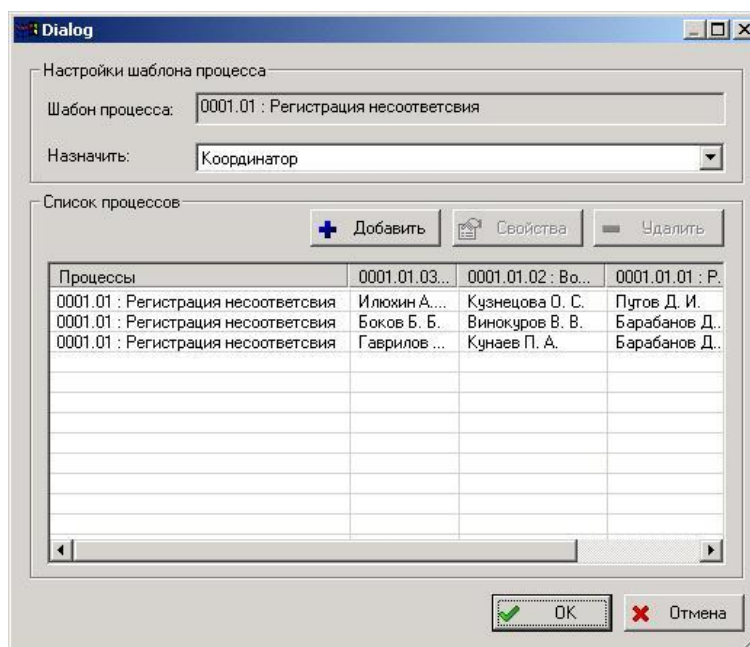 Dialog
Настройки шаблона процесса
Шабон процесса: 0001.01 : Регистрация несоответсвия
Назначить: Координатор
Список процессов
Добавить Свойства Удалить
Процессы 0001.01.03... 0001.01.02 : Во... 0001.01.01 : Р.
0001.01 : Регистрация несоответсвия Илюхин А.... Кузнецова О. С. Путов Д. И.
0001.01 : Регистрация несоответсвия Боков Б. Б. Винокуров В. В. Барабанов Д..
0001.01 : Регистрация несоответсвия Гаврилов ... Кунаев П. А. Барабанов Д..
OK Отмена